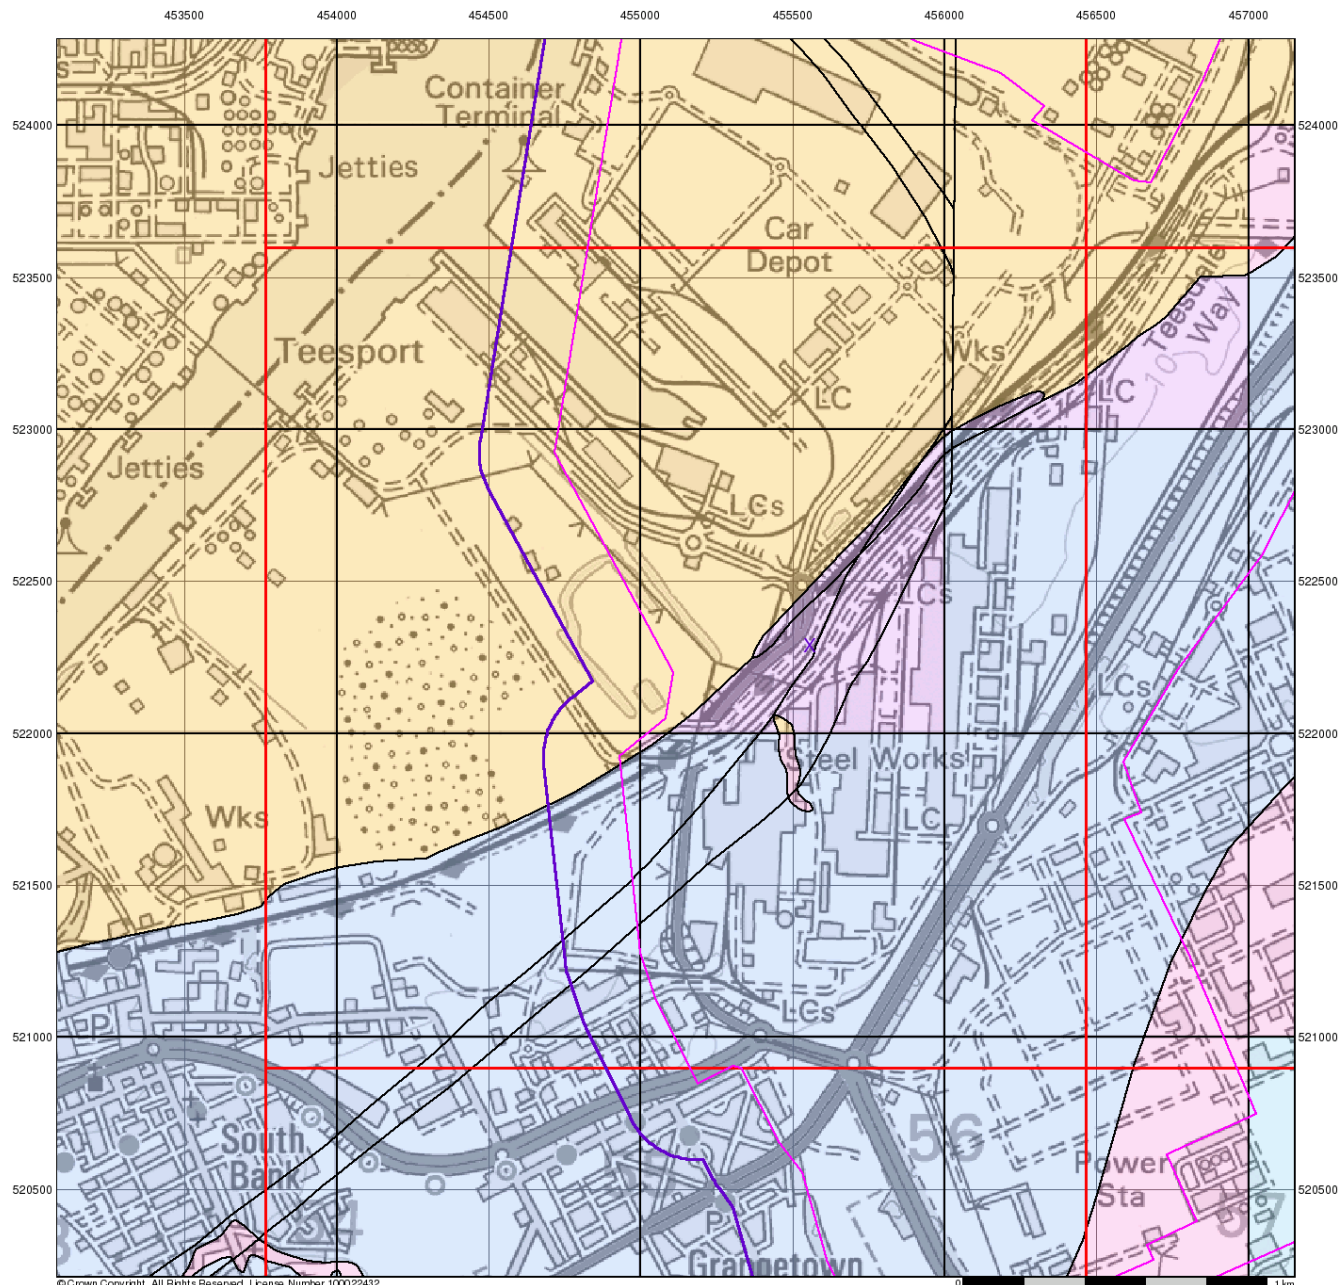 453500 454000 454500 455000 455500 456000 456500 457000
Container
Terminal
524000 524000
Jetties
Car
Depot
523500 523500
Teesport
Wks
Way
LC
LC
523000 523000
Jetties
LCs
522500 522500
LCs
LCs
522000 522000
Steel Works
Wks
LC
521500 521500
LCs
521000 521000
P
South
Bank
56
Power
Sta
520500 520500
54
57
P
Grangetown
© Crown Copyright. All Rights Reserved. License Number 100022432
0 1 km